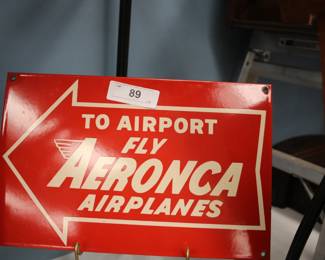 89
TO AIRPORT
FLY
AERONCA
AIRPLANES